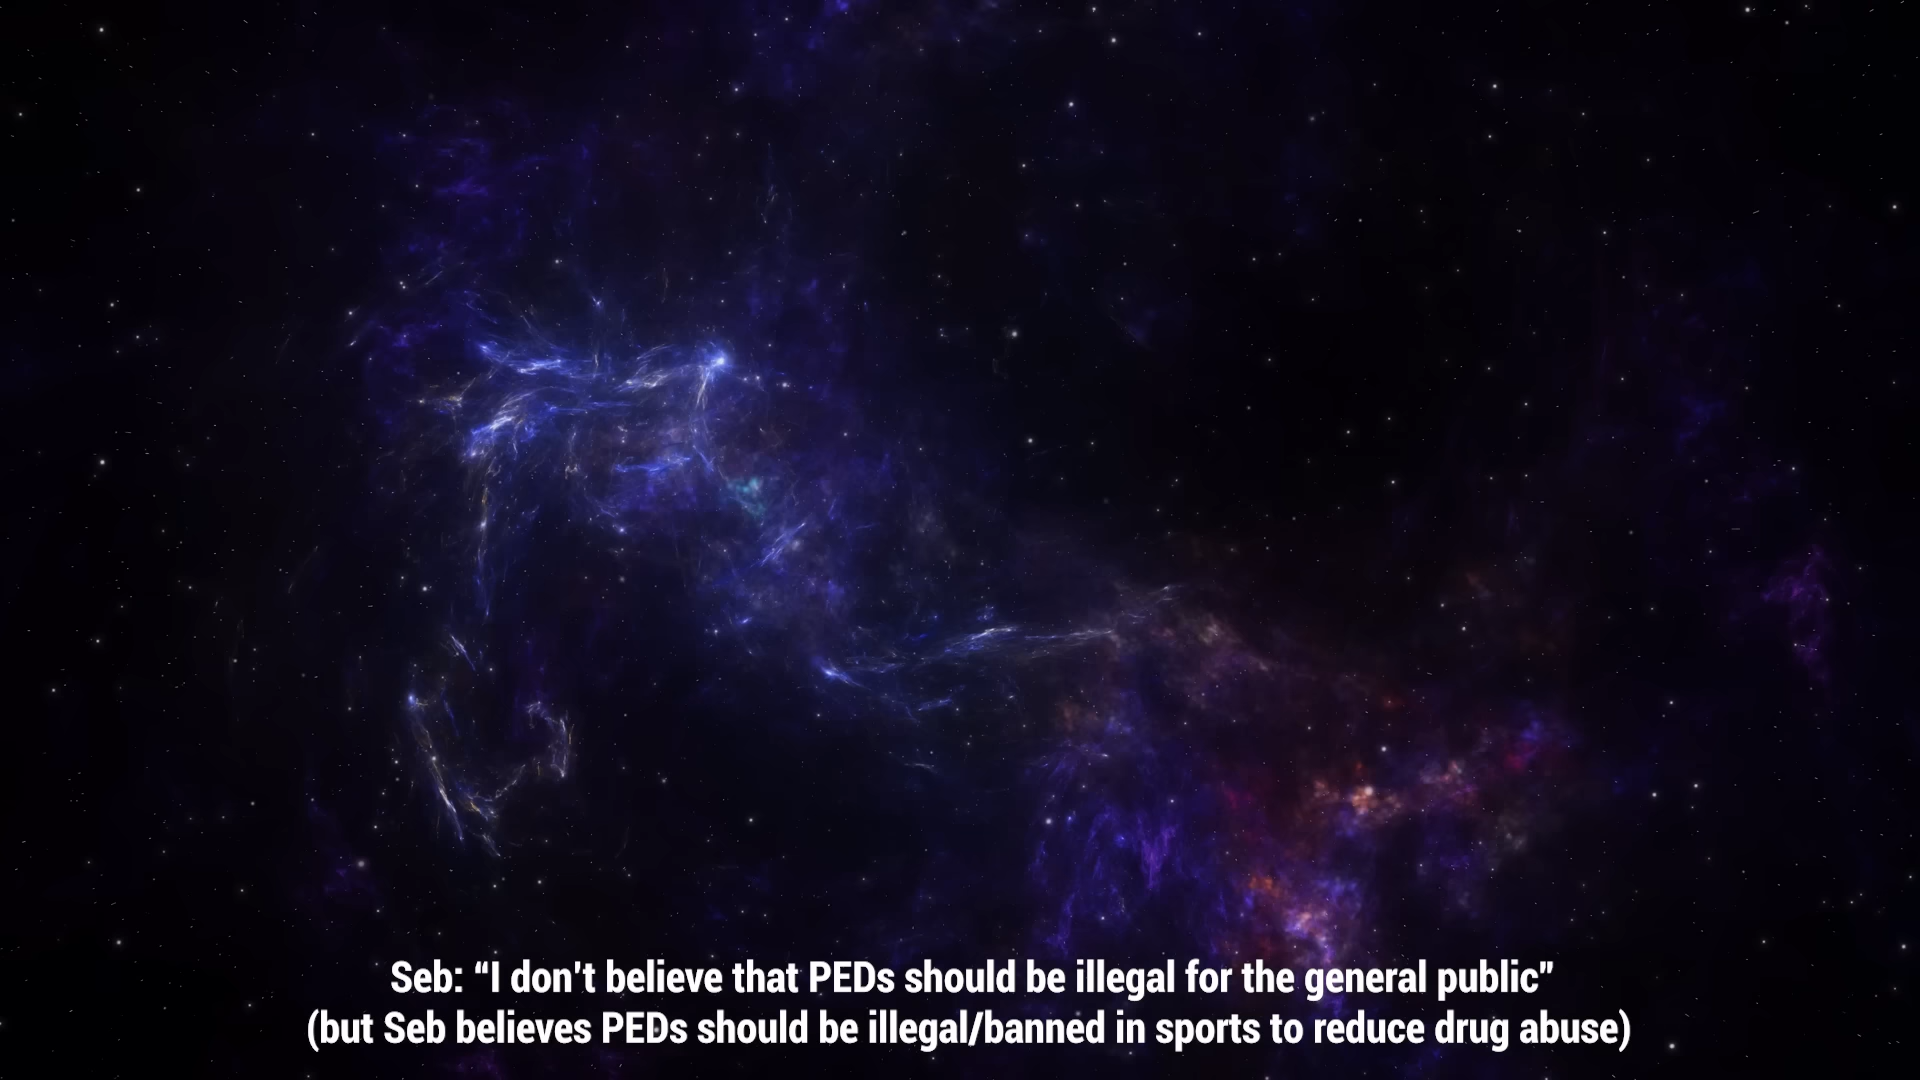 Seb: “I don’t believe that PEDs should be illegal for the general public”
(but Seb believes PEDs should be illegal/banned in sports to reduce drug abuse)